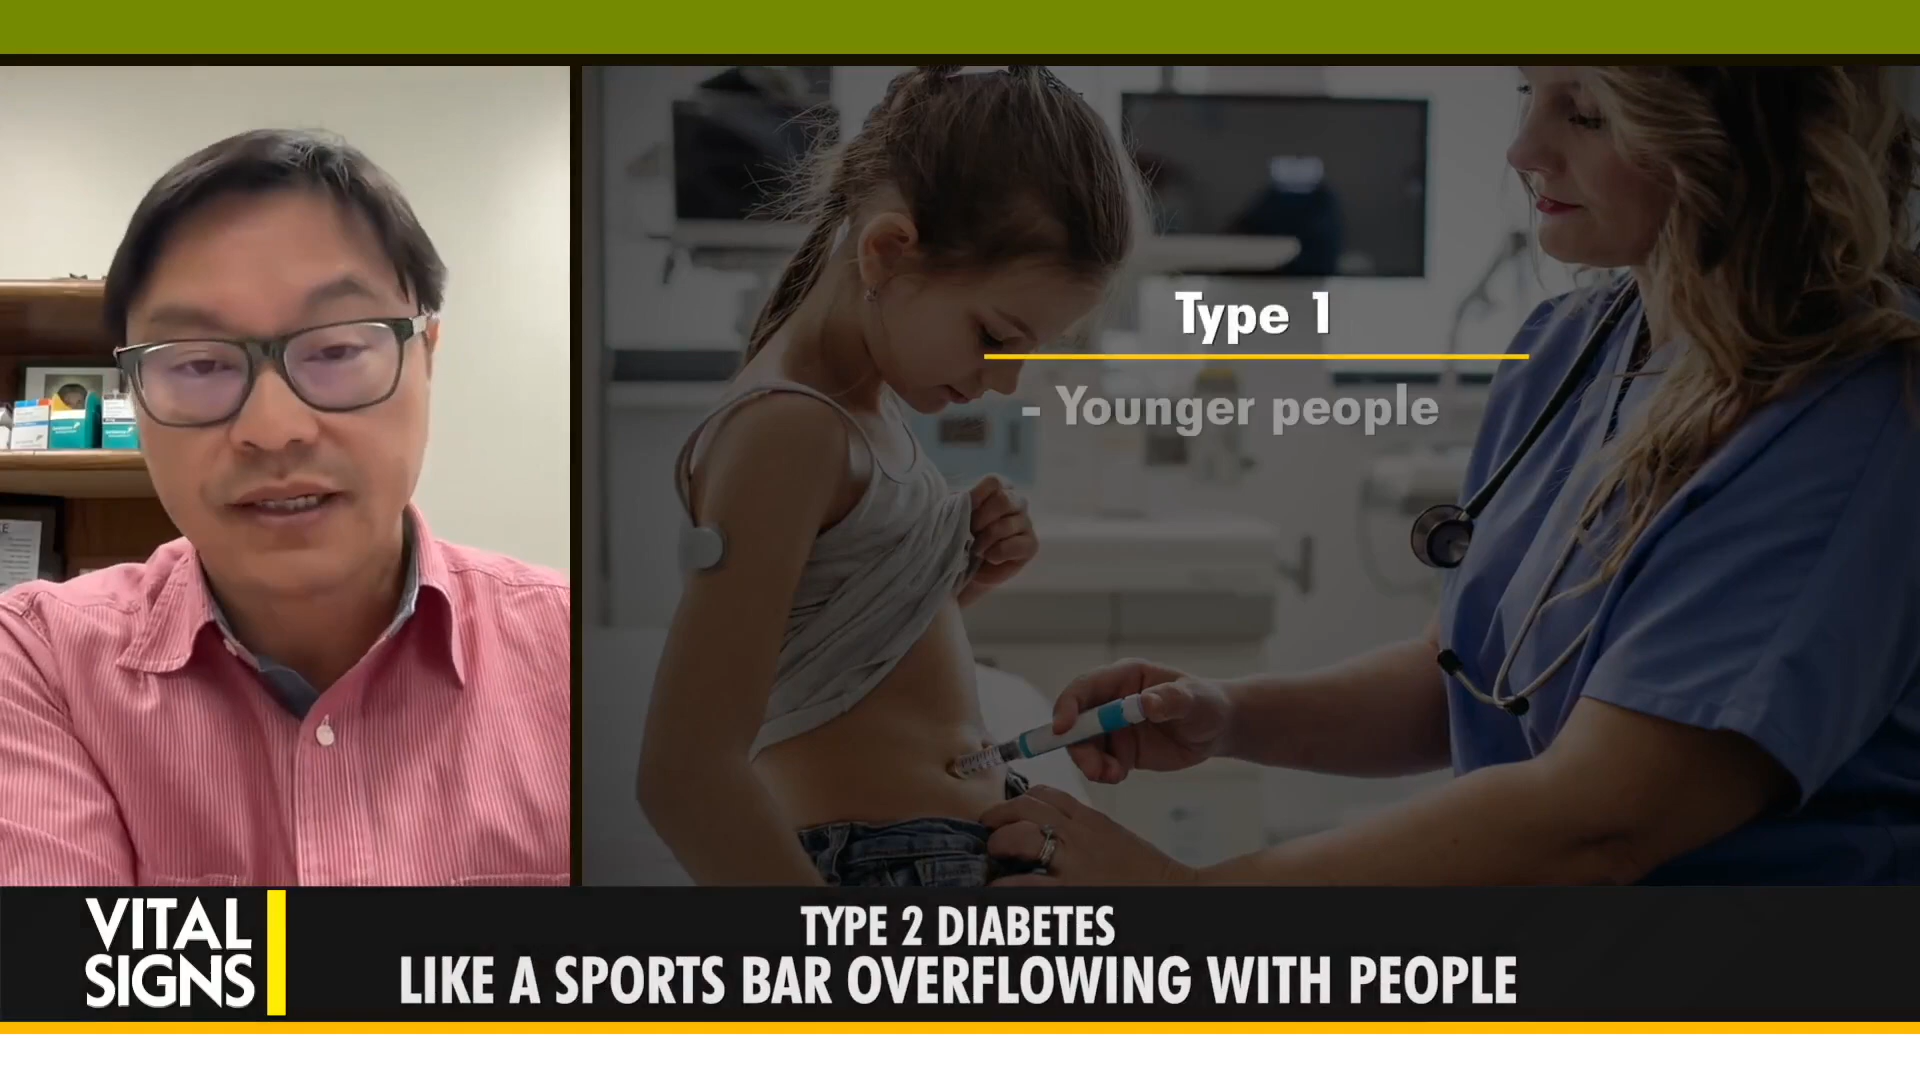 Type 1
- Younger people
VITAL
SIGNS
TYPE 2 DIABETES
LIKE A SPORTS BAR OVERFLOWING WITH PEOPLE